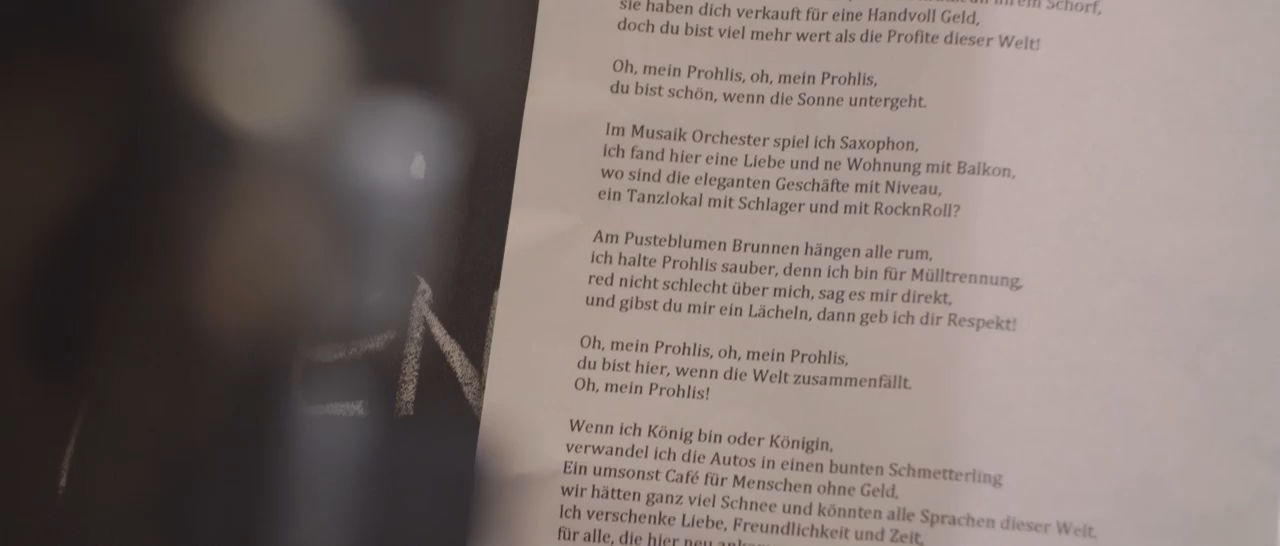 EN
ihrem Schorf,
sie haben dich verkauft für eine Handvoll Geld,
doch du bist viel mehr wert als die Profite dieser Welt!
Oh, mein Prohlis, oh, mein Prohlis,
du bist schön, wenn die Sonne untergeht.
Im Musaik Orchester spiel ich Saxophon,
ich fand hier eine Liebe und ne Wohnung mit Balkon,
wo sind die eleganten Geschäfte mit Niveau,
ein Tanzlokal mit Schlager und mit RocknRoll?
Am Pusteblumen Brunnen hängen alle rum,
ich halte Prohlis sauber, denn ich bin für Mülltrennung,
red nicht schlecht über mich, sag es mir direkt,
und gibst du mir ein Lächeln, dann geb ich dir Respekt!
Oh, mein Prohlis, oh, mein Prohlis,
du bist hier, wenn die Welt zusammenfällt.
Oh, mein Prohlis!
Wenn ich König bin oder Königin,
verwandel ich die Autos in einen bunten Schmetterling
Ein umsonst Café für Menschen ohne Geld,
wir hätten ganz viel Schnee und könnten alle Sprachen dieser Welt.
Ich verschenke Liebe, Freundlichkeit und Zeit,
für alle, die hier neu